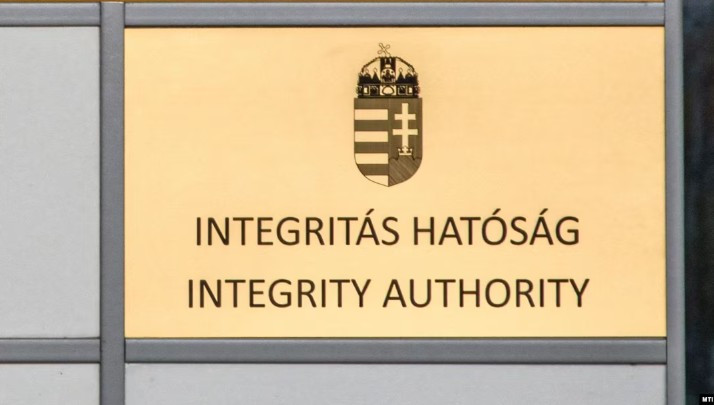 INTEGRITÁS HATÓSÁG
INTEGRITY AUTHORITY
MTI